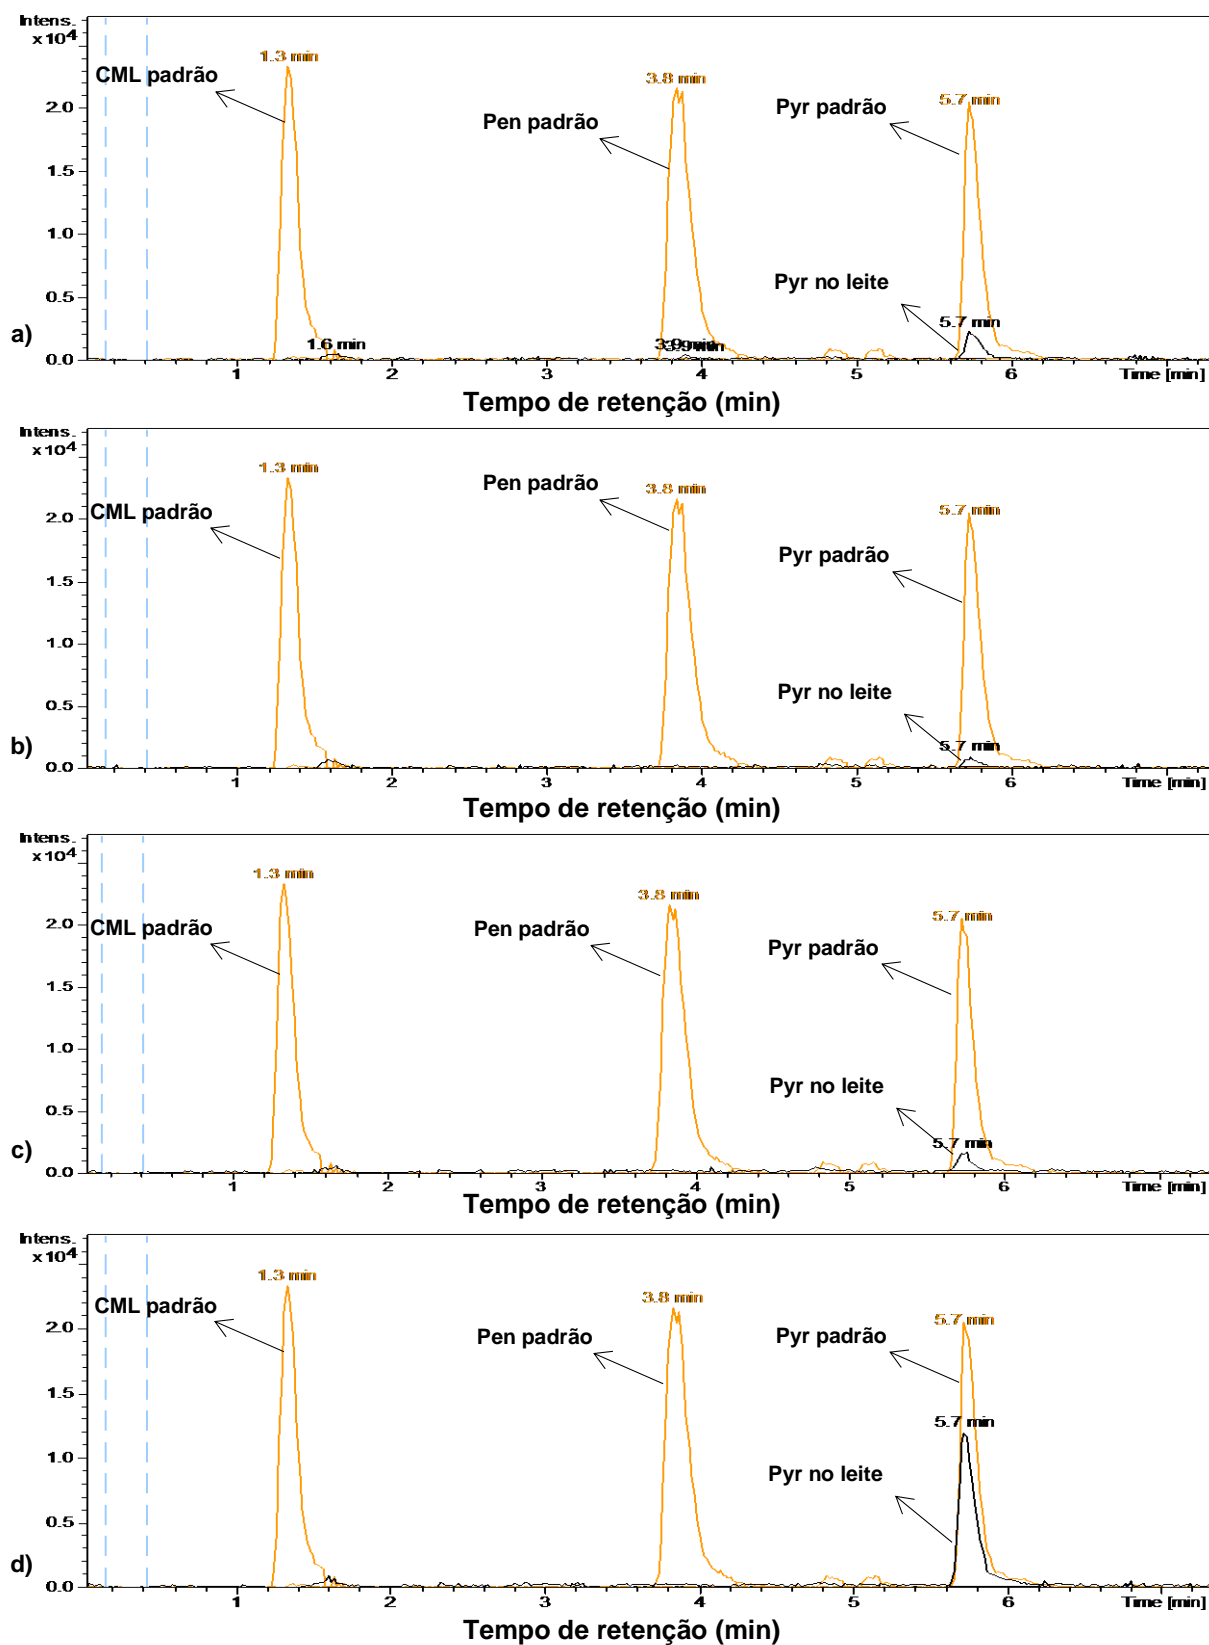 Intens.
x10⁴
1.3 min
3.8 min
5.7 min
CML padrão
Pen padrão
Pyr padrão
2.0
1.5
1.0
Pyr no leite
0.5
5.7 min
a)
1.6 min
3.9 min
3.9 min
0.0
1 2 3 4 5 6 Time [min]
Tempo de retenção (min)
Intens.
x10⁴
1.3 min
Pen padrão
3.8 min
5.7 min
CML padrão
2.0
Pyr padrão
1.5
1.0
Pyr no leite
0.5
b)
5.7 min
0.0
1 2 3 4 5 6 Time [min]
Tempo de retenção (min)
Intens.
x10⁴
1.3 min
3.8 min
5.7 min
CML padrão
Pen padrão
2.0
Pyr padrão
1.5
1.0
Pyr no leite
0.5
5.7 min
c)
0.0
1 2 3 4 5 6 Time [min]
Tempo de retenção (min)
Intens.
x10⁴
1.3 min
3.8 min
5.7 min
CML padrão
2.0
Pen padrão
Pyr padrão
1.5
5.7 min
1.0
Pyr no leite
0.5
d)
0.0
1 2 3 4 5 6 Time [min]
Tempo de retenção (min)